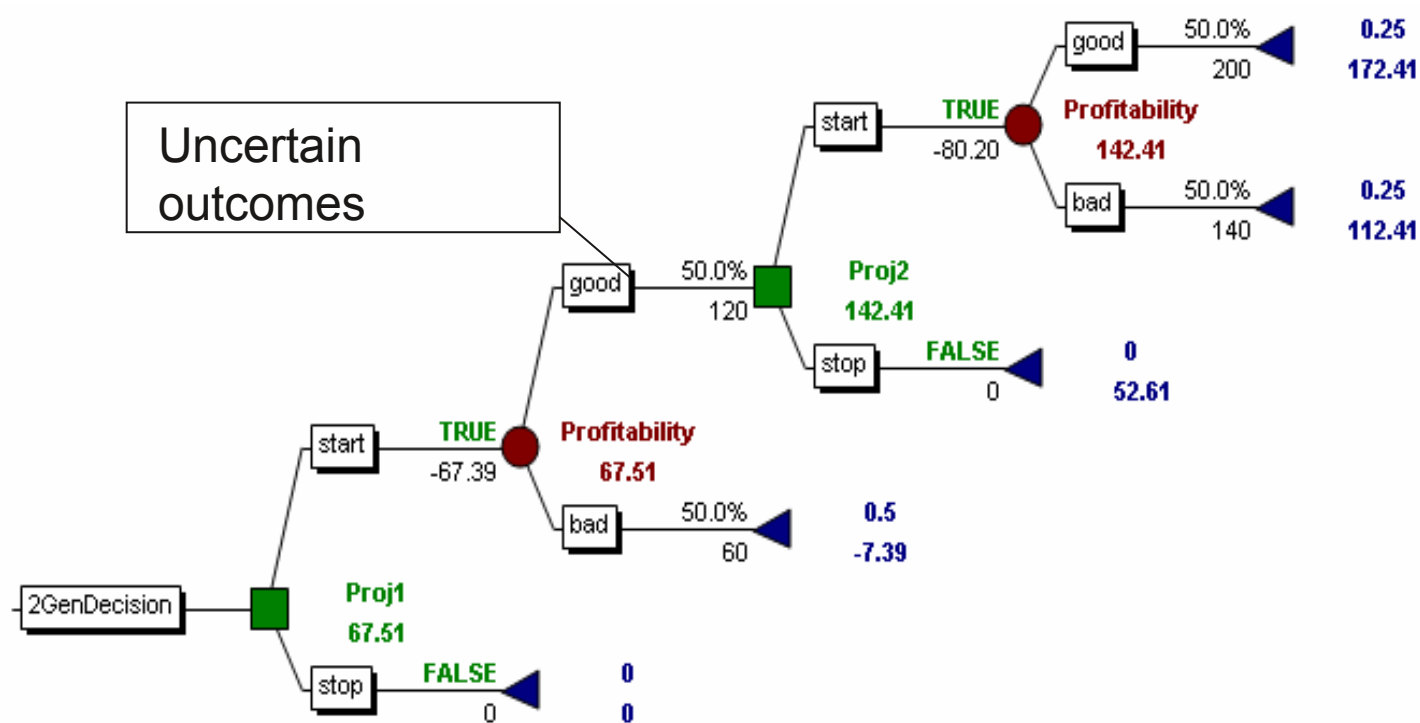 good
50.0%
200
0.25
172.41
Uncertain
outcomes
start
TRUE
-80.20
Profitability
142.41
bad
50.0%
140
0.25
112.41
good
50.0%
120
Proj2
142.41
stop
FALSE
0
0
52.61
start
TRUE
-67.39
Profitability
67.51
bad
50.0%
60
0.5
-7.39
2GenDecision
Proj1
67.51
stop
FALSE
0
0
0